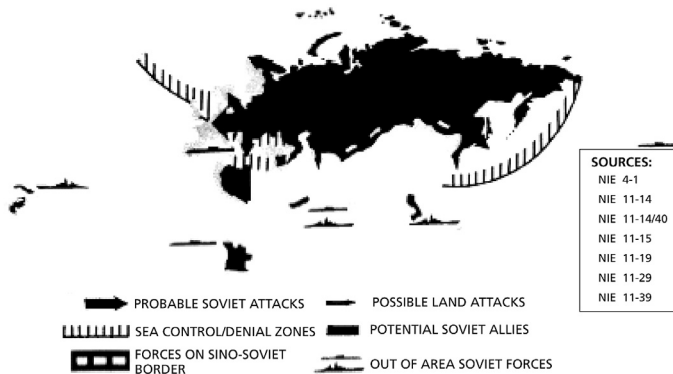 SOURCES:
NIE 4-1
NIE 11-14
NIE 11-14/40
NIE 11-15
NIE 11-19
NIE 11-29
NIE 11-39
PROBABLE SOVIET ATTACKS
POSSIBLE LAND ATTACKS
SEA CONTROL/DENIAL ZONES
POTENTIAL SOVIET ALLIES
FORCES ON SINO-SOVIET
BORDER
OUT OF AREA SOVIET FORCES